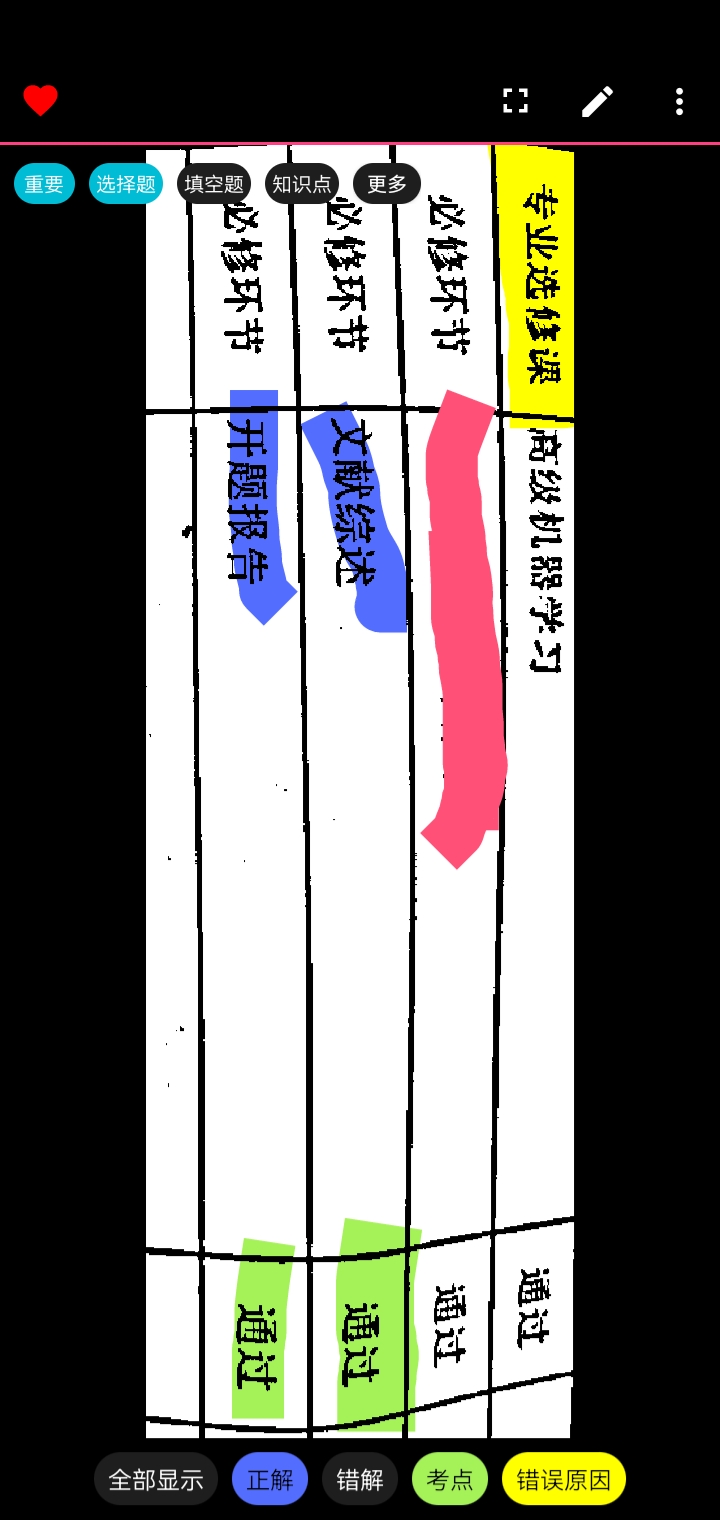 重要 选择题 填空题 知识点 更多
专业选修课 高级机器学习 通过
必修环节 通过
必修环节 文献综述 通过
必修环节 开题报告 通过
全部显示 正解 错解 考点 错误原因